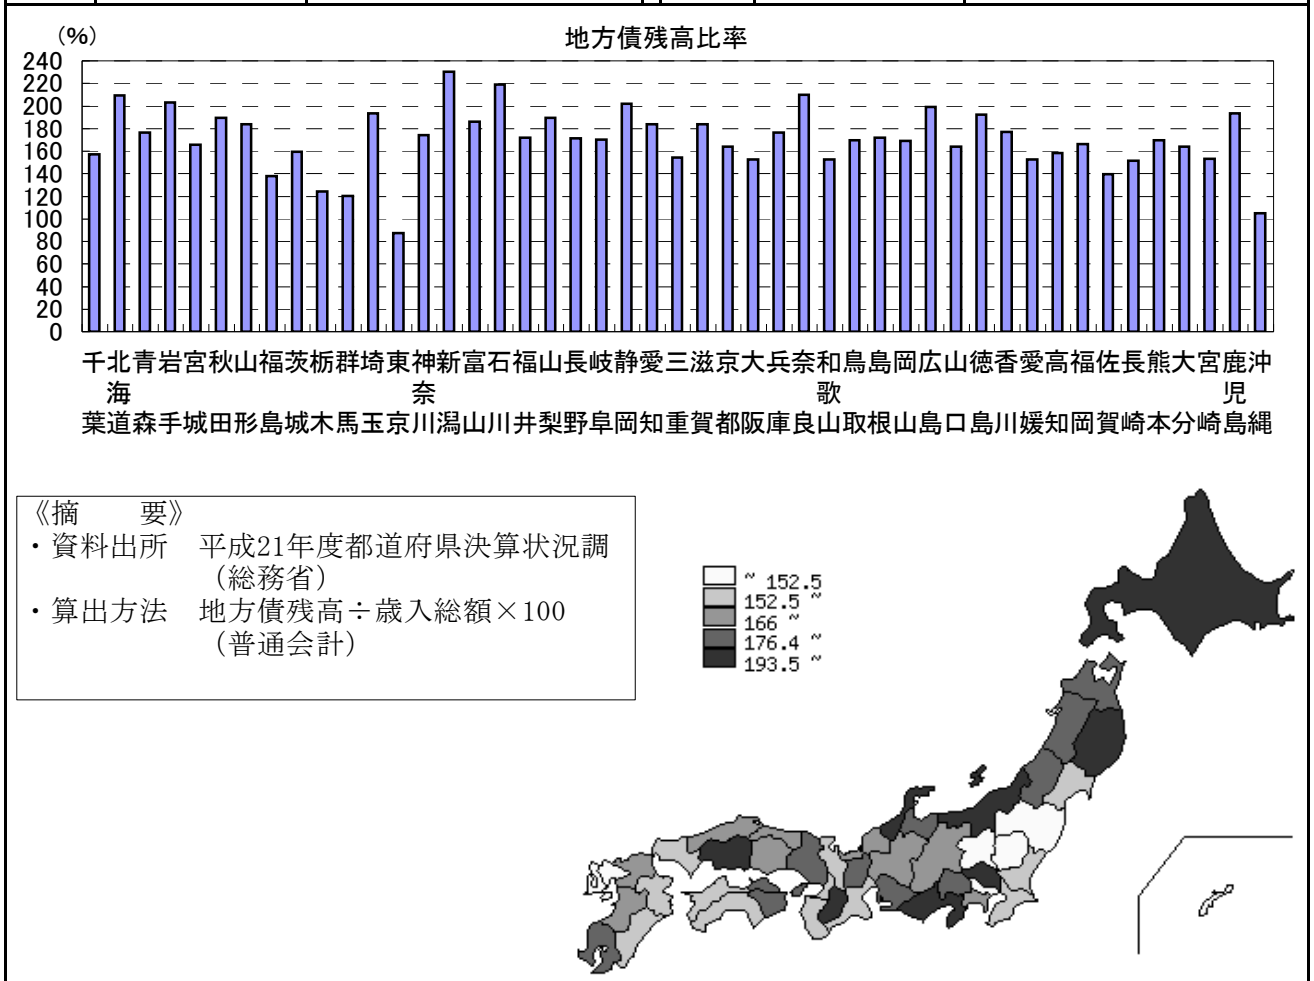 (%)
地方債残高比率
240
220
200
180
160
140
120
100
80
60
40
20
0
千葉 北海道 青森 岩手 宮城 秋田 山形 福島 茨城 栃木 群馬 埼玉 東京 神奈川 新潟 富山 石川 福井 山梨 長野 岐阜 静岡 愛知 三重 滋賀 京都 大阪 兵庫 奈良 和歌山 鳥取 島根 岡山 広島 山口 徳島 香川 愛媛 高知 福岡 佐賀 長崎 熊本 大分 宮崎 鹿児島 沖縄
《摘　　要》
・資料出所　平成21年度都道府県決算状況調
（総務省）
・算出方法　地方債残高÷歳入総額×100
（普通会計）
~ 152.5
152.5 ~
166 ~
176.4 ~
193.5 ~